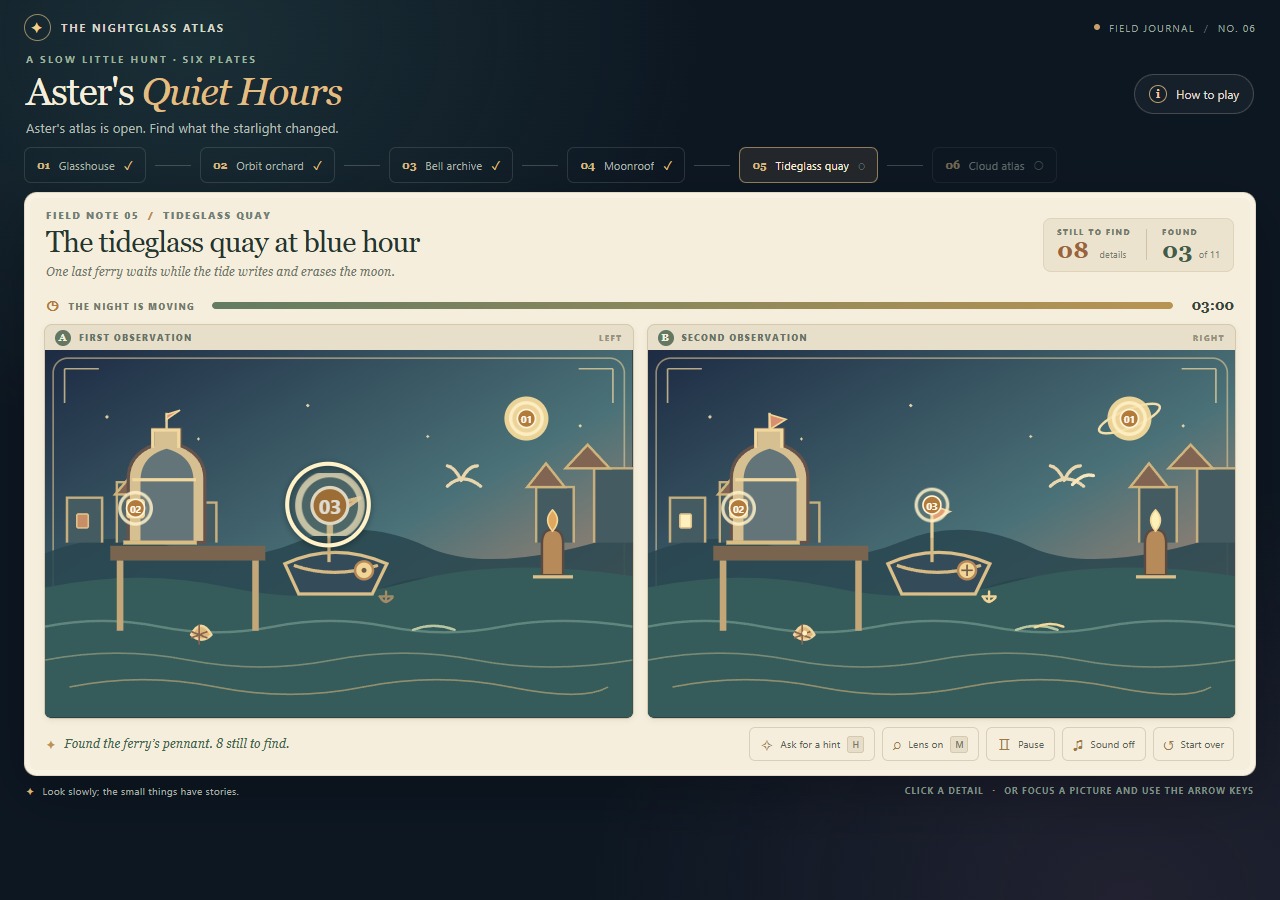 THE NIGHTGLASS ATLAS
FIELD JOURNAL / NO. 06
A SLOW LITTLE HUNT · SIX PLATES
Aster's Quiet Hours
How to play
Aster's atlas is open. Find what the starlight changed.
01 Glasshouse ✓
02 Orbit orchard ✓
03 Bell archive ✓
04 Moonroof ✓
05 Tideglass quay
06 Cloud atlas
FIELD NOTE 05 / TIDEGLASS QUAY
The tideglass quay at blue hour
One last ferry waits while the tide writes and erases the moon.
STILL TO FIND
08 details
FOUND
03 of 11
THE NIGHT IS MOVING
03:00
A FIRST OBSERVATION LEFT
B SECOND OBSERVATION RIGHT
01
02
03
01
02
03
Found the ferry's pennant. 8 still to find.
Ask for a hint H
Lens on M
Pause
Sound off
Start over
Look slowly; the small things have stories.
CLICK A DETAIL · OR FOCUS A PICTURE AND USE THE ARROW KEYS